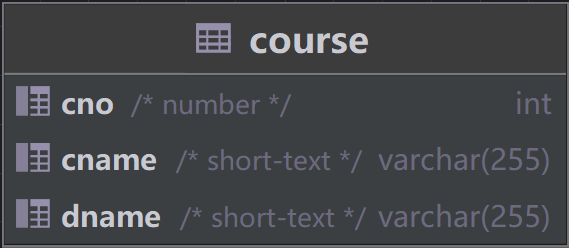 course
cno /* number */ int
cname /* short-text */ varchar(255)
dname /* short-text */ varchar(255)